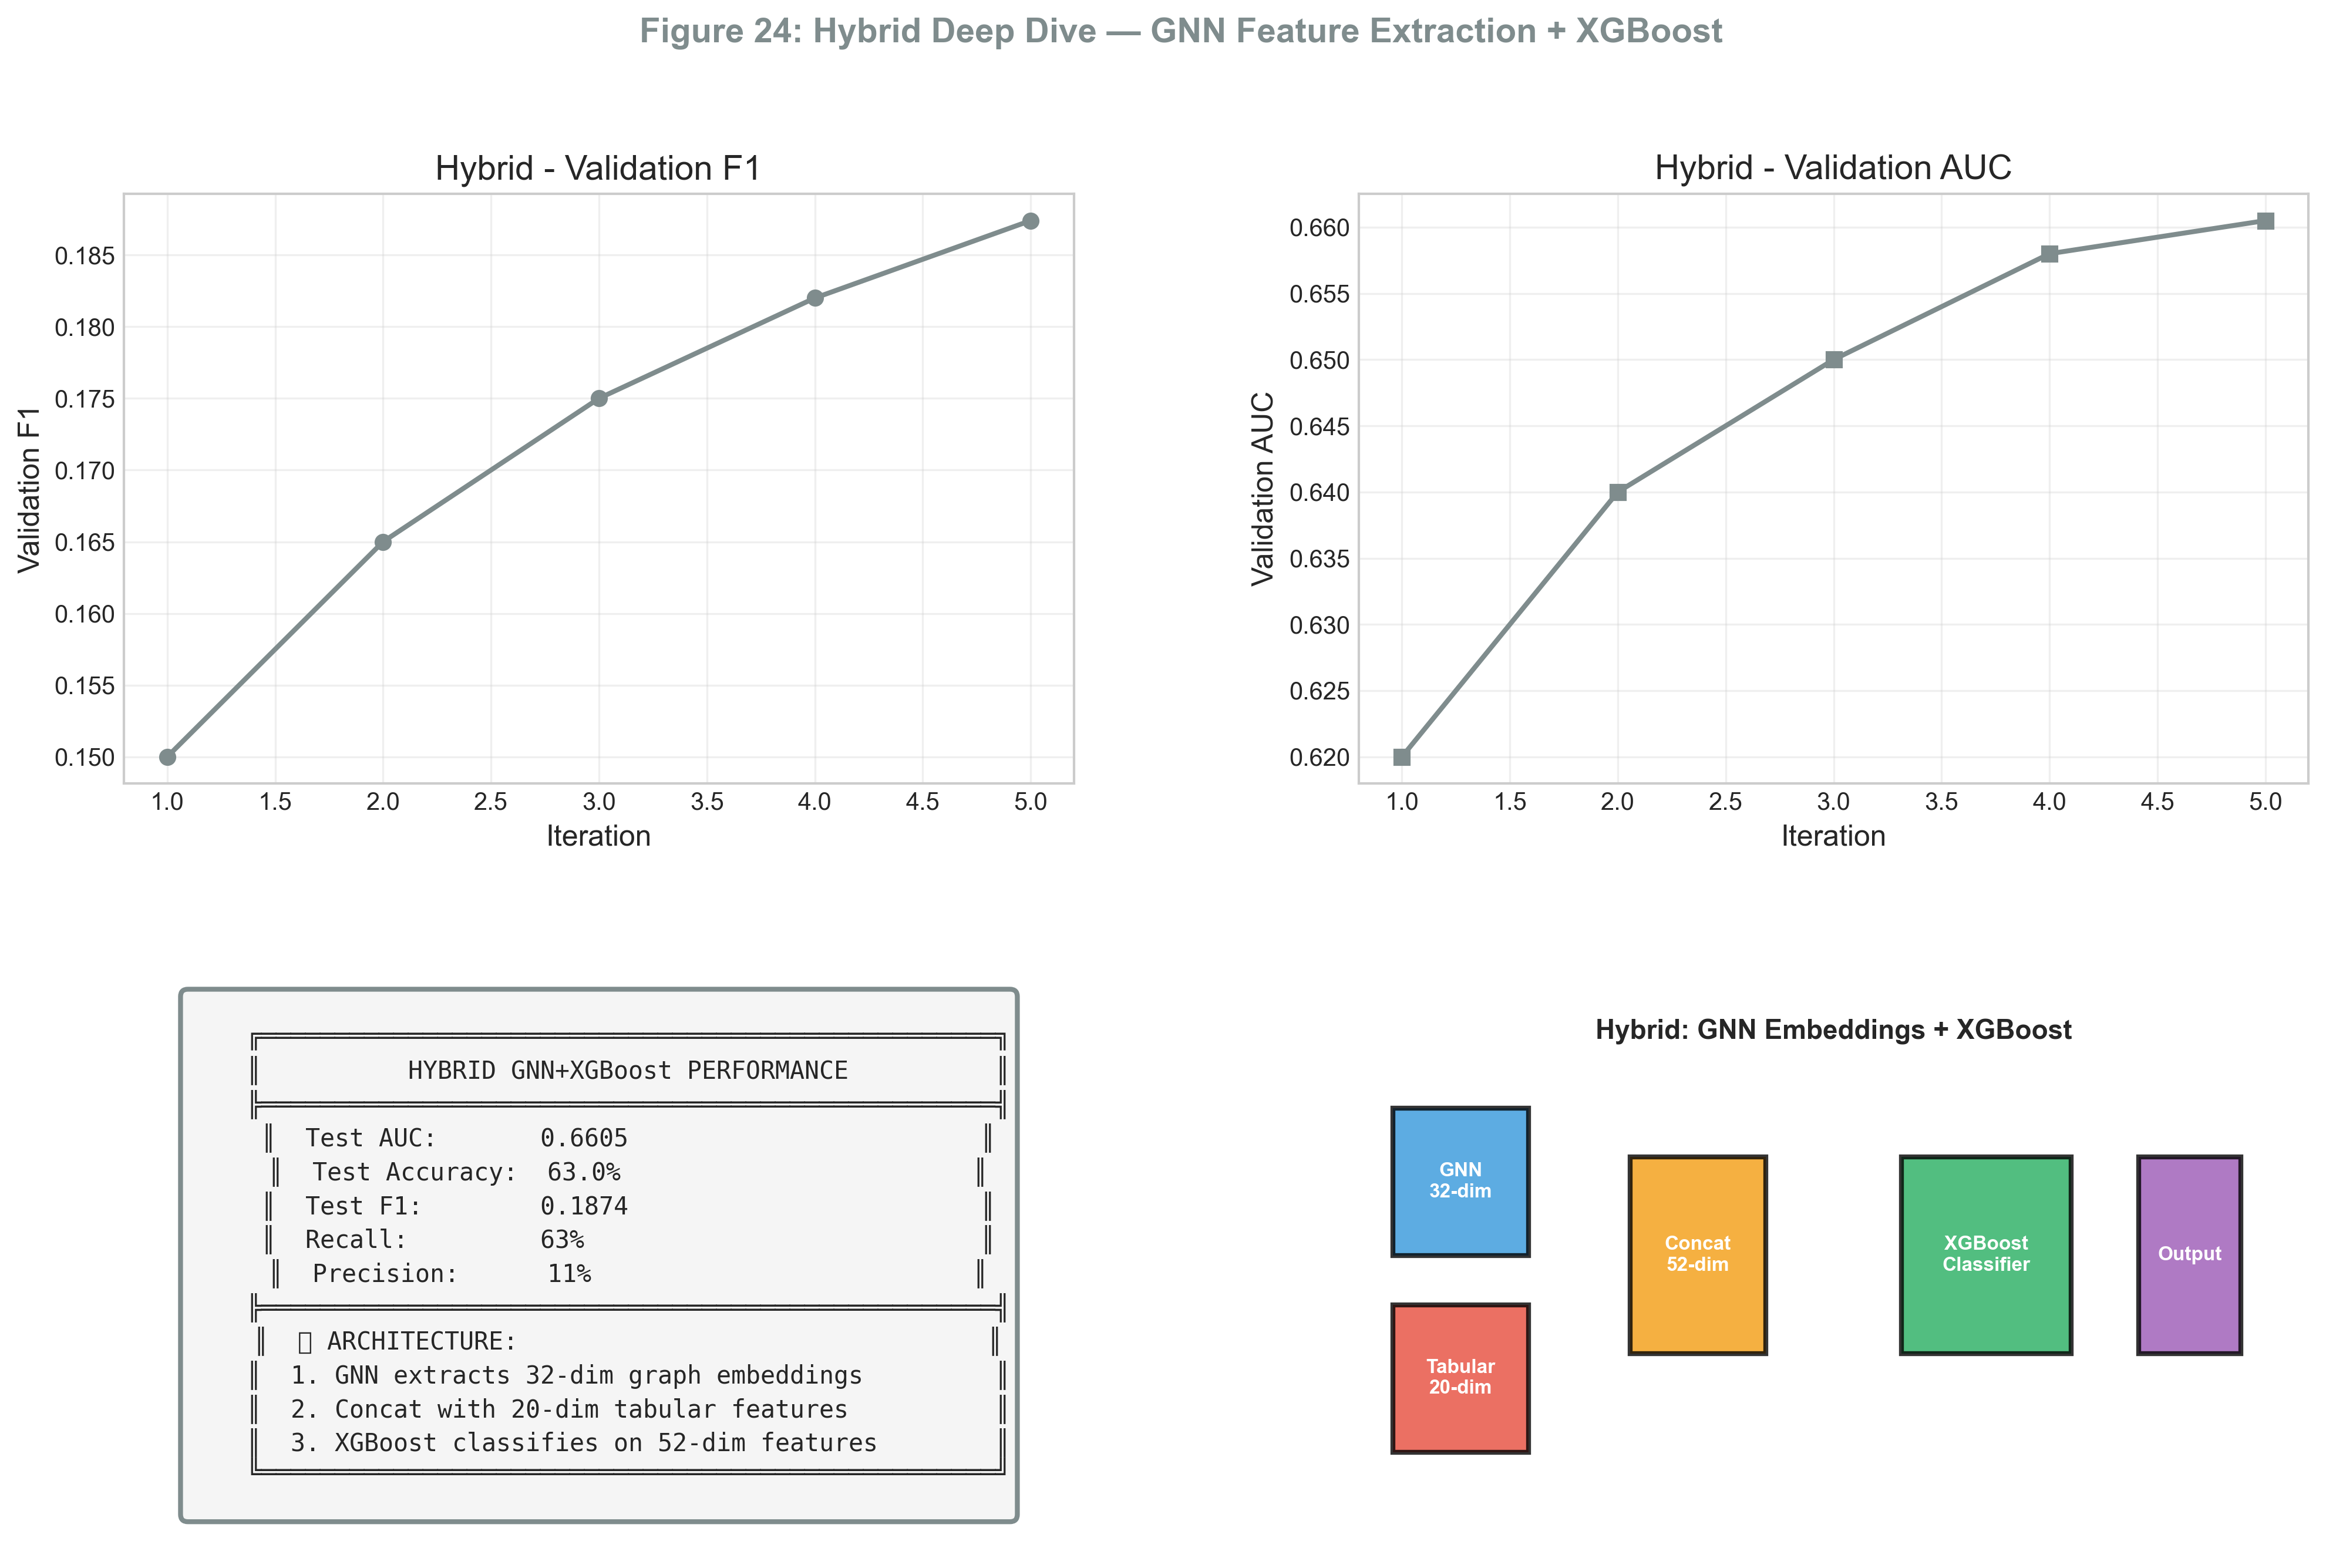 Figure 24: Hybrid Deep Dive — GNN Feature Extraction + XGBoost
Hybrid - Validation F1
Validation F1
0.185
0.180
0.175
0.170
0.165
0.160
0.155
0.150
1.0 1.5 2.0 2.5 3.0 3.5 4.0 4.5 5.0
Iteration
Hybrid - Validation AUC
Validation AUC
0.660
0.655
0.650
0.645
0.640
0.635
0.630
0.625
0.620
1.0 1.5 2.0 2.5 3.0 3.5 4.0 4.5 5.0
Iteration
HYBRID GNN+XGBoost PERFORMANCE
Test AUC: 0.6605
Test Accuracy: 63.0%
Test F1: 0.1874
Recall: 63%
Precision: 11%
ARCHITECTURE:
1. GNN extracts 32-dim graph embeddings
2. Concat with 20-dim tabular features
3. XGBoost classifies on 52-dim features
Hybrid: GNN Embeddings + XGBoost
GNN
32-dim
Tabular
20-dim
Concat
52-dim
XGBoost
Classifier
Output